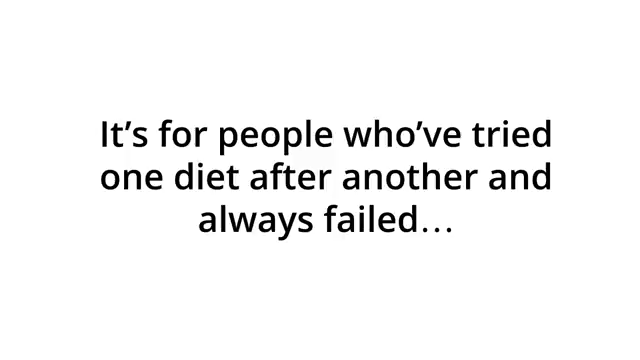 It’s for people who’ve tried
one diet after another and
always failed…